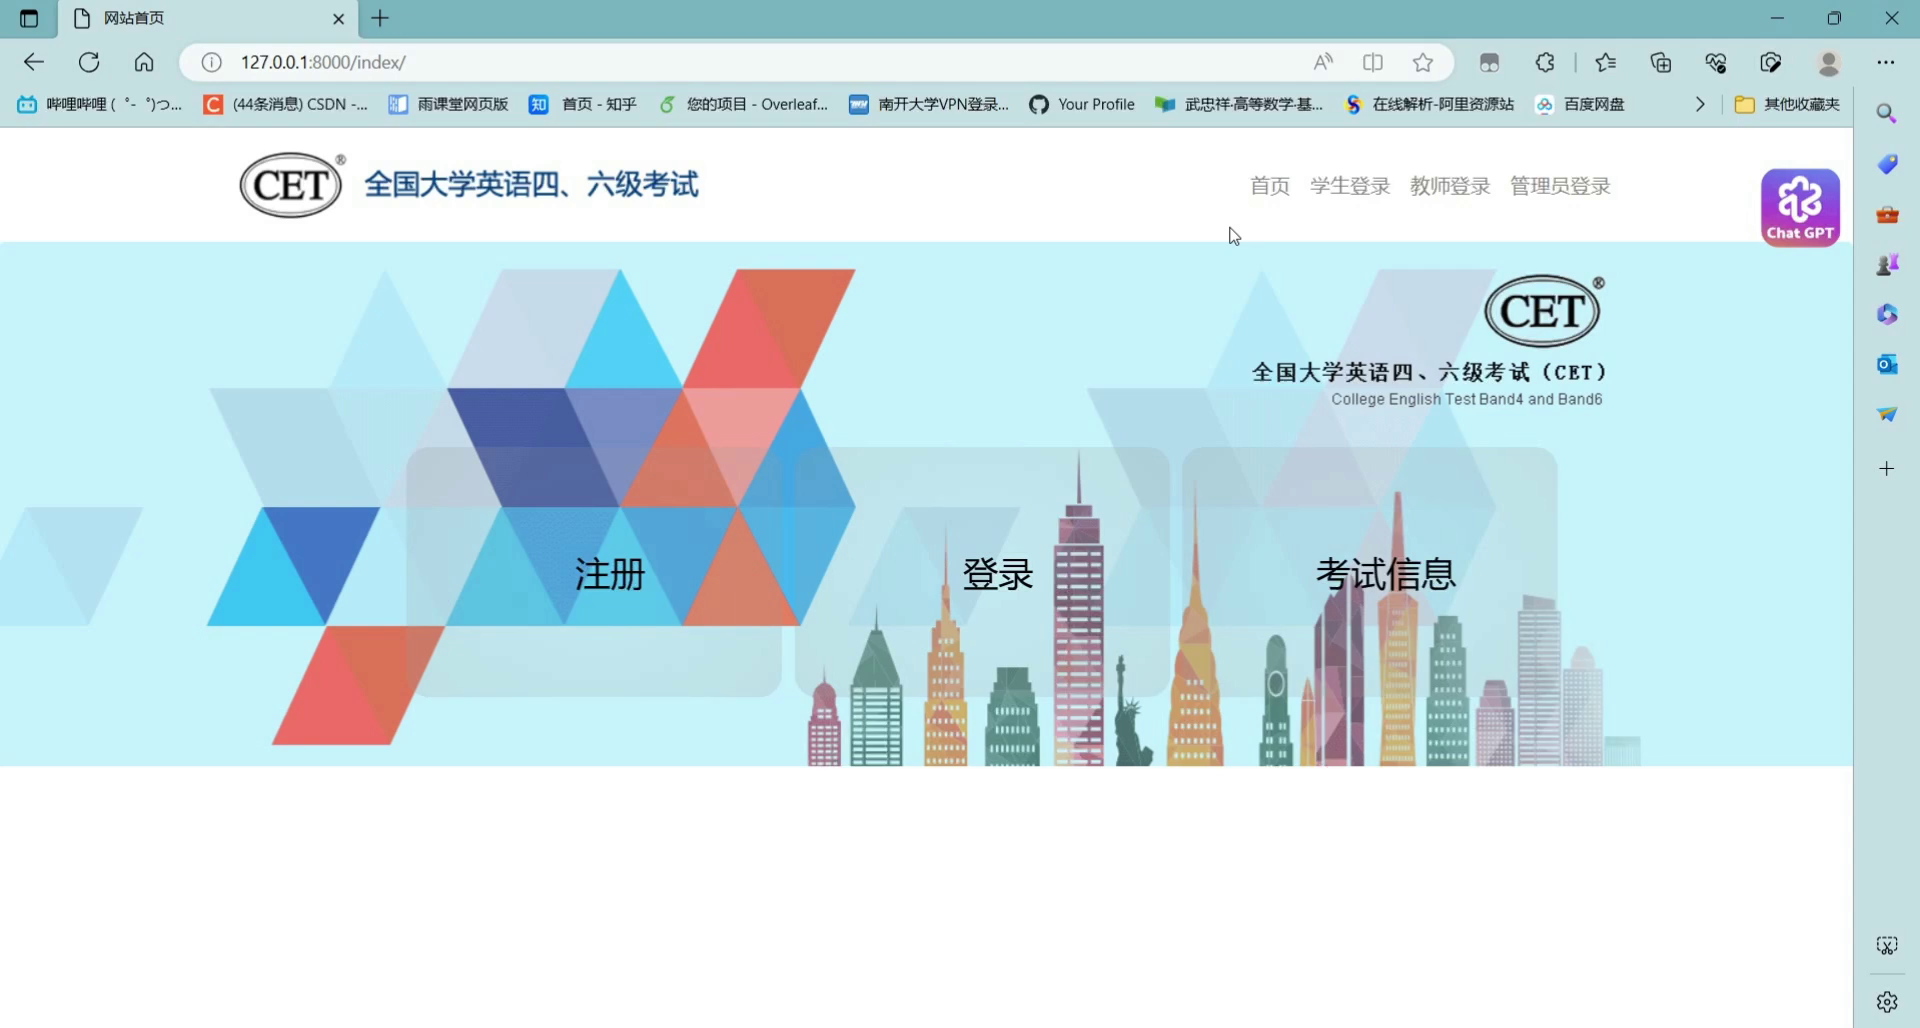 网站首页
127.0.0.1:8000/index/
哔哩哔哩 (゜-゜)つ...
(44条消息) CSDN -...
雨课堂网页版
知
首页 - 知乎
您的项目 - Overleaf...
南开大学VPN登录...
Your Profile
武忠祥·高等数学·基...
在线解析-阿里资源站
百度网盘
其他收藏夹
CET®
全国大学英语四、六级考试
首页 学生登录 教师登录 管理员登录
Chat GPT
CET®
全国大学英语四、六级考试（CET）
College English Test Band4 and Band6
注册
登录
考试信息